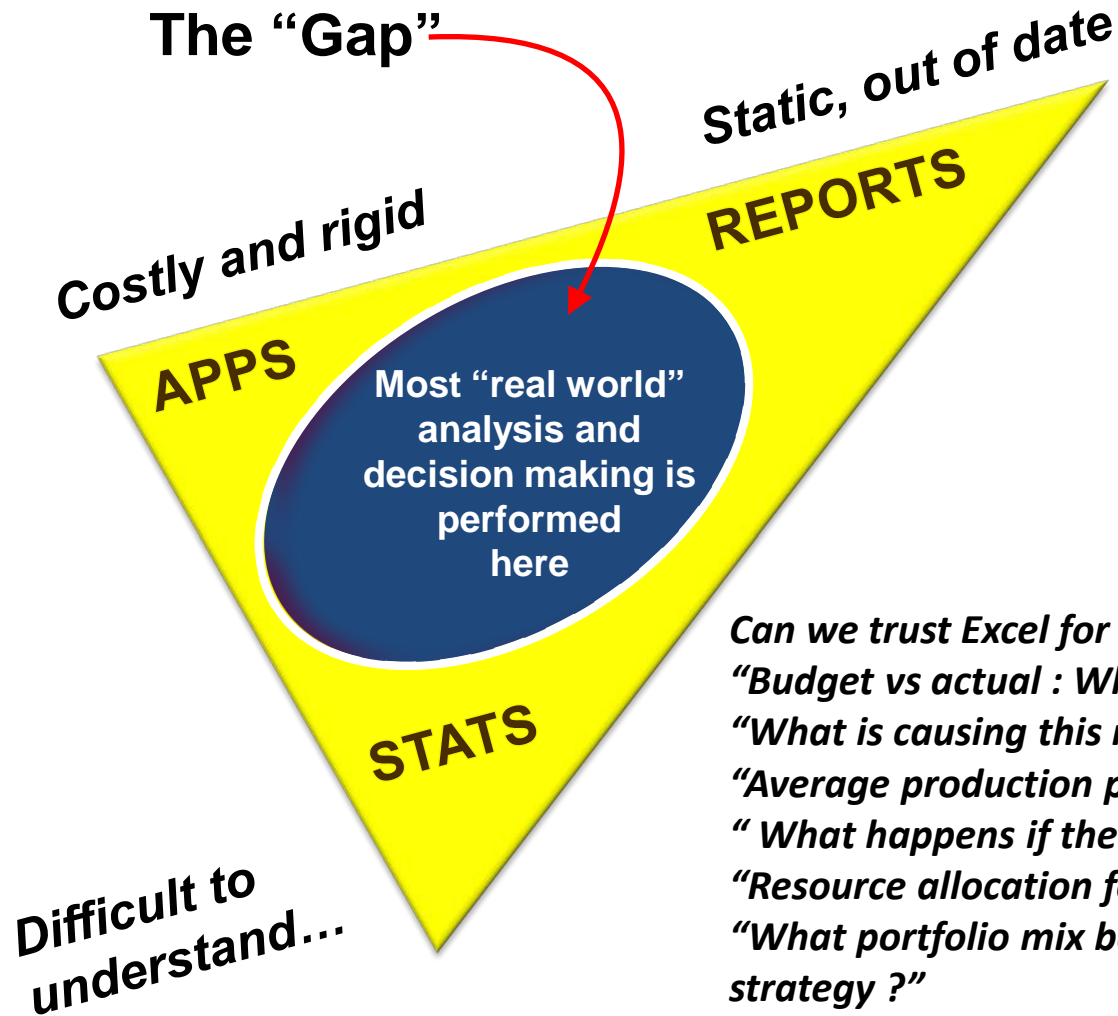 The “Gap”
Static, out of date
Costly and rigid
REPORTS
APPS
Most “real world”
analysis and
decision making is
performed
here
STATS
Difficult to
understand…
Can we trust Excel for
“Budget vs actual : Wh
“What is causing this
“Average production p
“ What happens if the
“Resource allocation f
“What portfolio mix b
strategy ?”